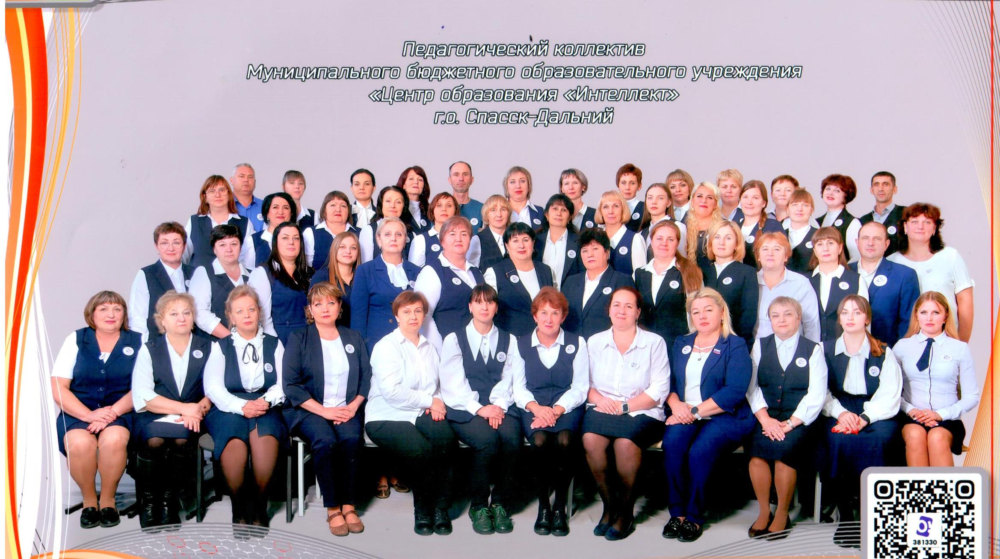 Педагогический коллектив
Муниципального бюджетного образовательного учреждения
«Центр образования «Интеллект»
г.о. Спасск-Дальний
381330